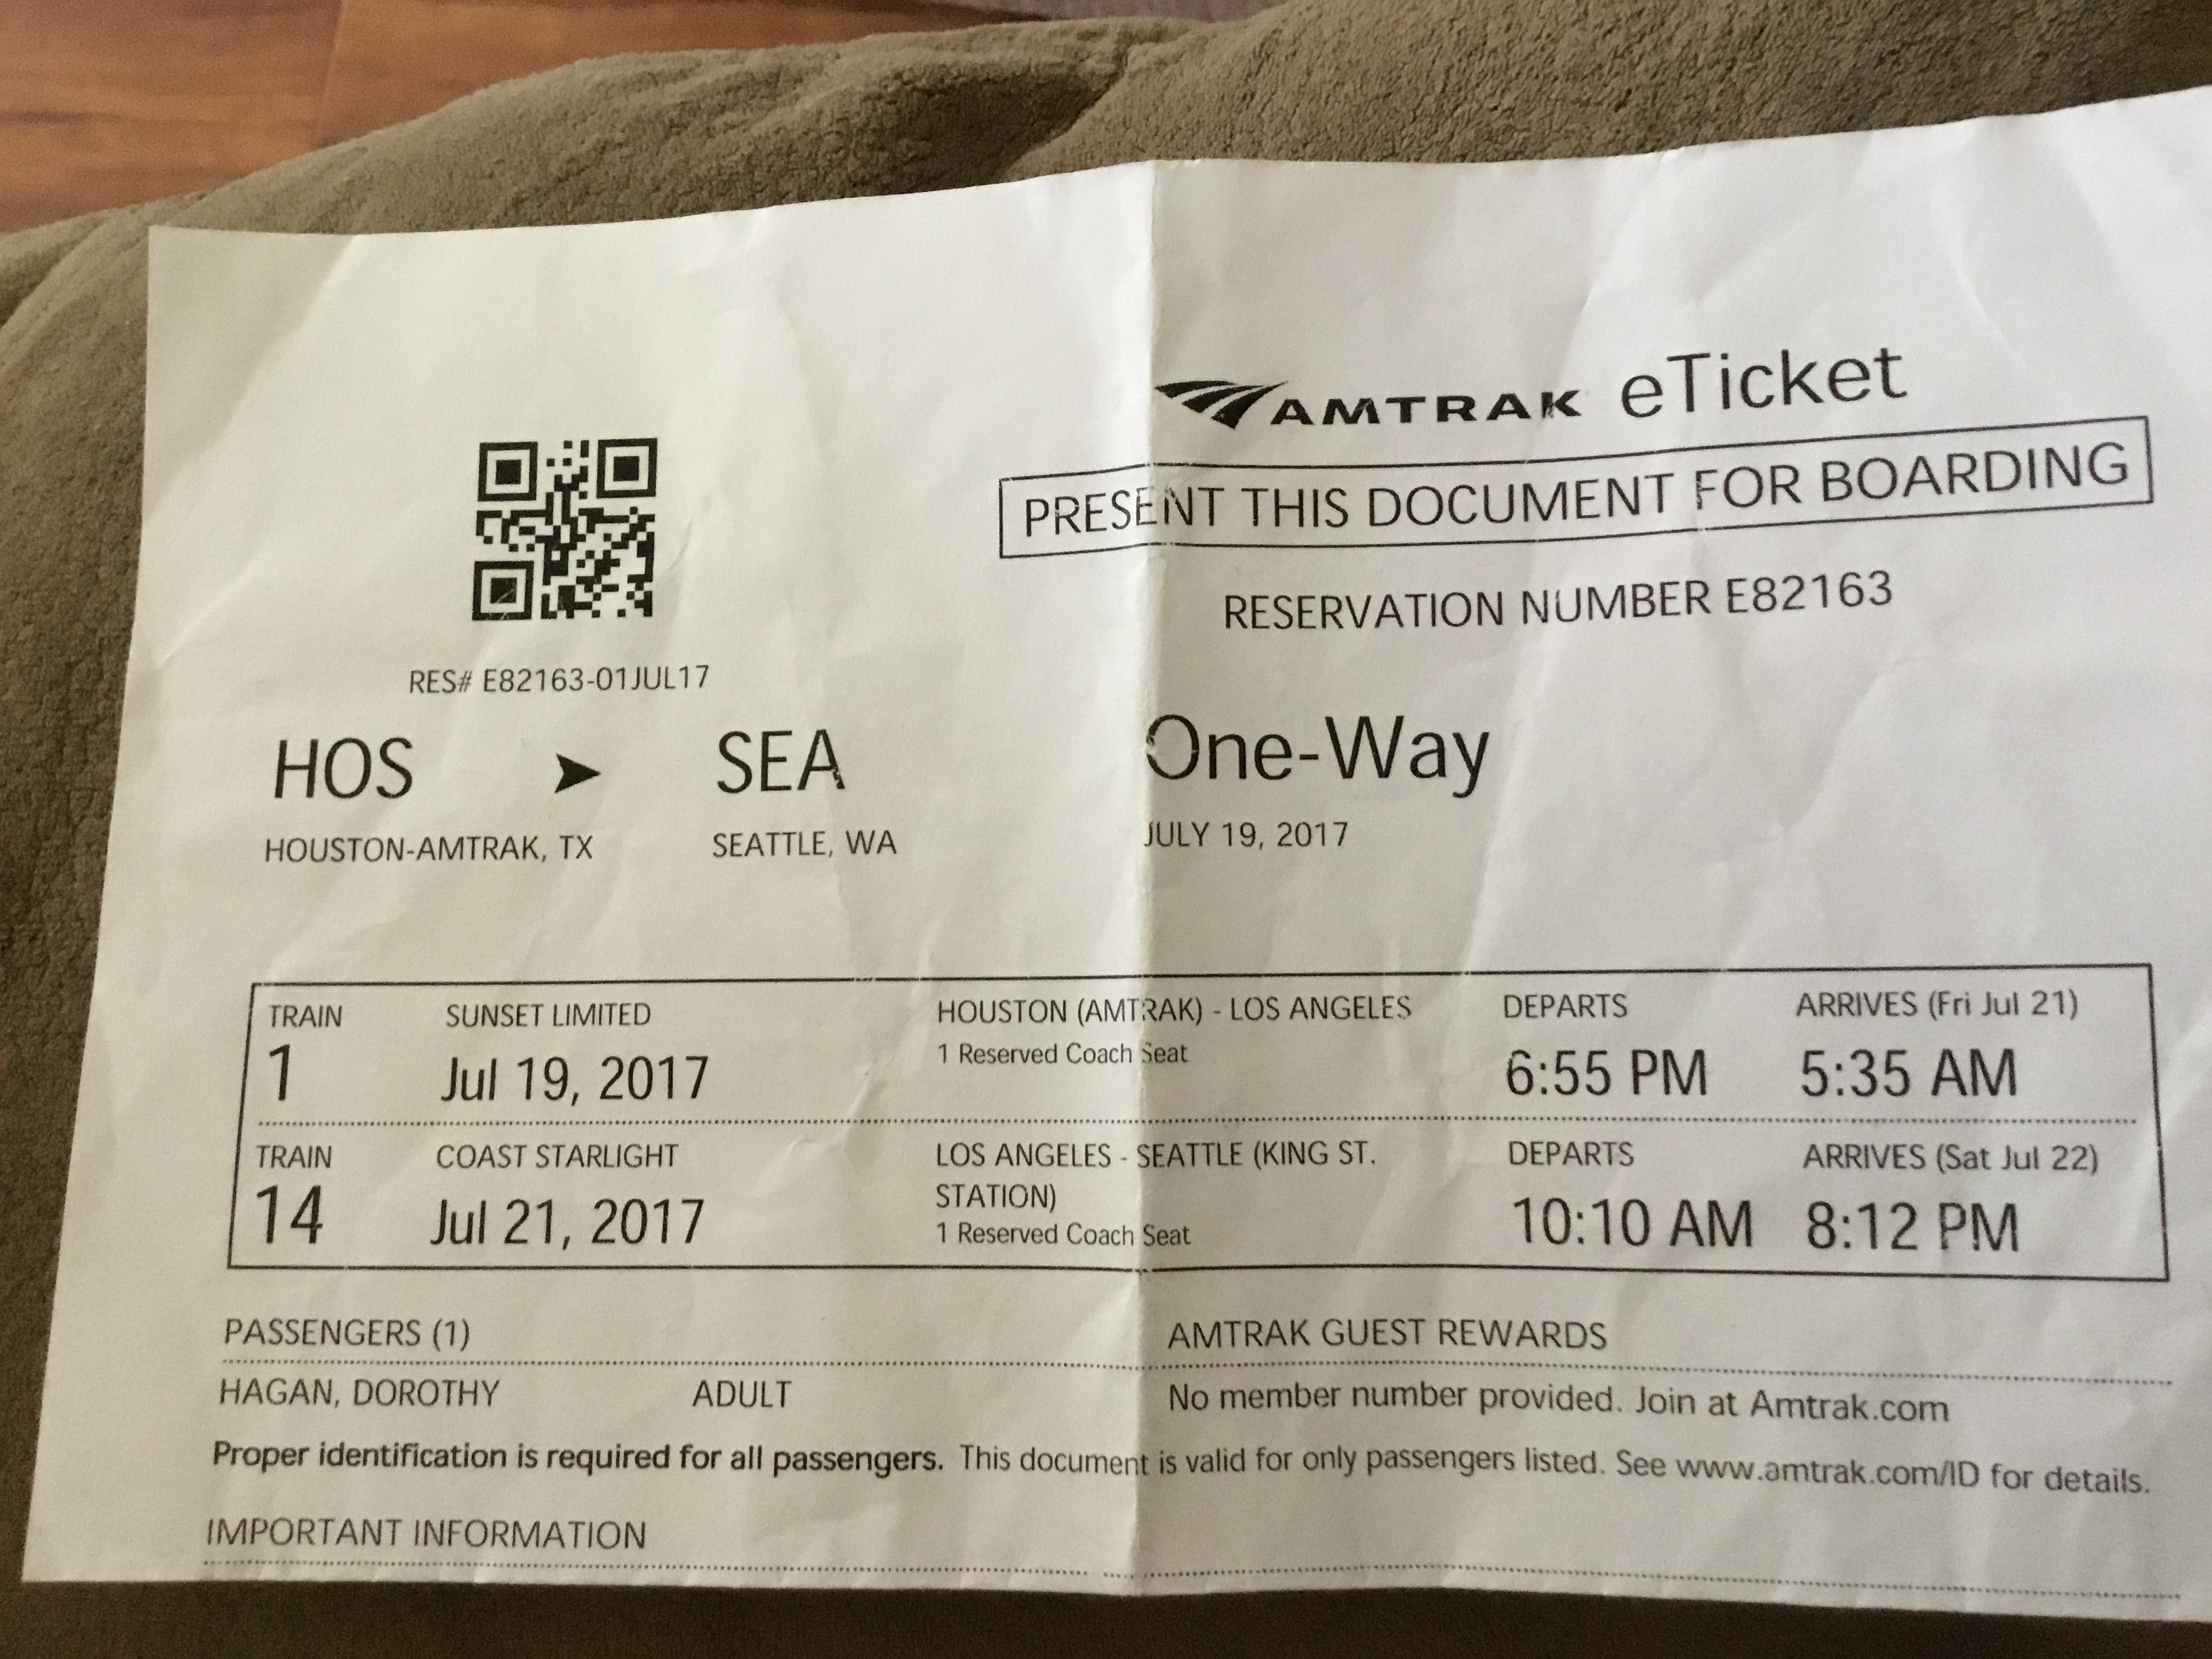 AMTRAK eTicket
PRESENT THIS DOCUMENT FOR BOARDING
RESERVATION NUMBER E82163
RES# E82163-01JUL17
HOS SEA One-Way
HOUSTON-AMTRAK, TX SEATTLE, WA JULY 19, 2017
TRAIN SUNSET LIMITED HOUSTON (AMTRAK) - LOS ANGELES DEPARTS ARRIVES (Fri Jul 21)
1 Jul 19, 2017 1 Reserved Coach Seat 6:55 PM 5:35 AM
TRAIN COAST STARLIGHT LOS ANGELES - SEATTLE (KING ST. DEPARTS ARRIVES (Sat Jul 22)
STATION)
14 Jul 21, 2017 1 Reserved Coach Seat 10:10 AM 8:12 PM
PASSENGERS (1) AMTRAK GUEST REWARDS
HAGAN, DOROTHY ADULT No member number provided. Join at Amtrak.com
Proper identification is required for all passengers. This document is valid for only passengers listed. See www.amtrak.com/ID for details.
IMPORTANT INFORMATION